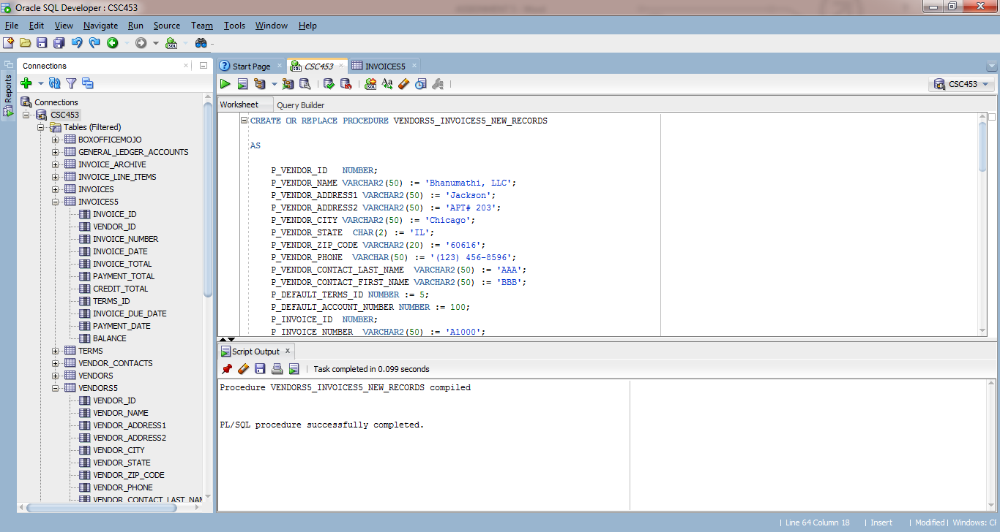 Oracle SQL Developer : CSC453
File Edit View Navigate Run Source Team Tools Window Help
Reports
Connections
Connections
CSC453
Tables (Filtered)
BOXOFFICEMOJO
GENERAL_LEDGER_ACCOUNTS
INVOICE_ARCHIVE
INVOICE_LINE_ITEMS
INVOICES
INVOICES5
INVOICE_ID
VENDOR_ID
INVOICE_NUMBER
INVOICE_DATE
INVOICE_TOTAL
PAYMENT_TOTAL
CREDIT_TOTAL
TERMS_ID
INVOICE_DUE_DATE
PAYMENT_DATE
BALANCE
TERMS
VENDOR_CONTACTS
VENDORS
VENDORS5
VENDOR_ID
VENDOR_NAME
VENDOR_ADDRESS1
VENDOR_ADDRESS2
VENDOR_CITY
VENDOR_STATE
VENDOR_ZIP_CODE
VENDOR_PHONE
VENDOR_CONTACT_LAST_NAM
Start Page CSC453 INVOICES5
CSC453
Worksheet Query Builder
CREATE OR REPLACE PROCEDURE VENDORS5_INVOICES5_NEW_RECORDS
AS
P_VENDOR_ID NUMBER;
P_VENDOR_NAME VARCHAR2(50) := 'Bhanumathi, LLC';
P_VENDOR_ADDRESS1 VARCHAR2(50) := 'Jackson';
P_VENDOR_ADDRESS2 VARCHAR2(50) := 'APT# 203';
P_VENDOR_CITY VARCHAR2(50) := 'Chicago';
P_VENDOR_STATE CHAR(2) := 'IL';
P_VENDOR_ZIP_CODE VARCHAR2(20) := '60616';
P_VENDOR_PHONE VARCHAR(50) := '(123) 456-8596';
P_VENDOR_CONTACT_LAST_NAME VARCHAR2(50) := 'AAA';
P_VENDOR_CONTACT_FIRST_NAME VARCHAR2(50) := 'BBB';
P_DEFAULT_TERMS_ID NUMBER := 5;
P_DEFAULT_ACCOUNT_NUMBER NUMBER := 100;
P_INVOICE_ID NUMBER;
P_INVOICE_NUMBER VARCHAR2(50) := 'A1000';
Script Output
Task completed in 0.099 seconds
Procedure VENDORS5_INVOICES5_NEW_RECORDS compiled
PL/SQL procedure successfully completed.
Line 64 Column 18 Insert Modified Windows: CR